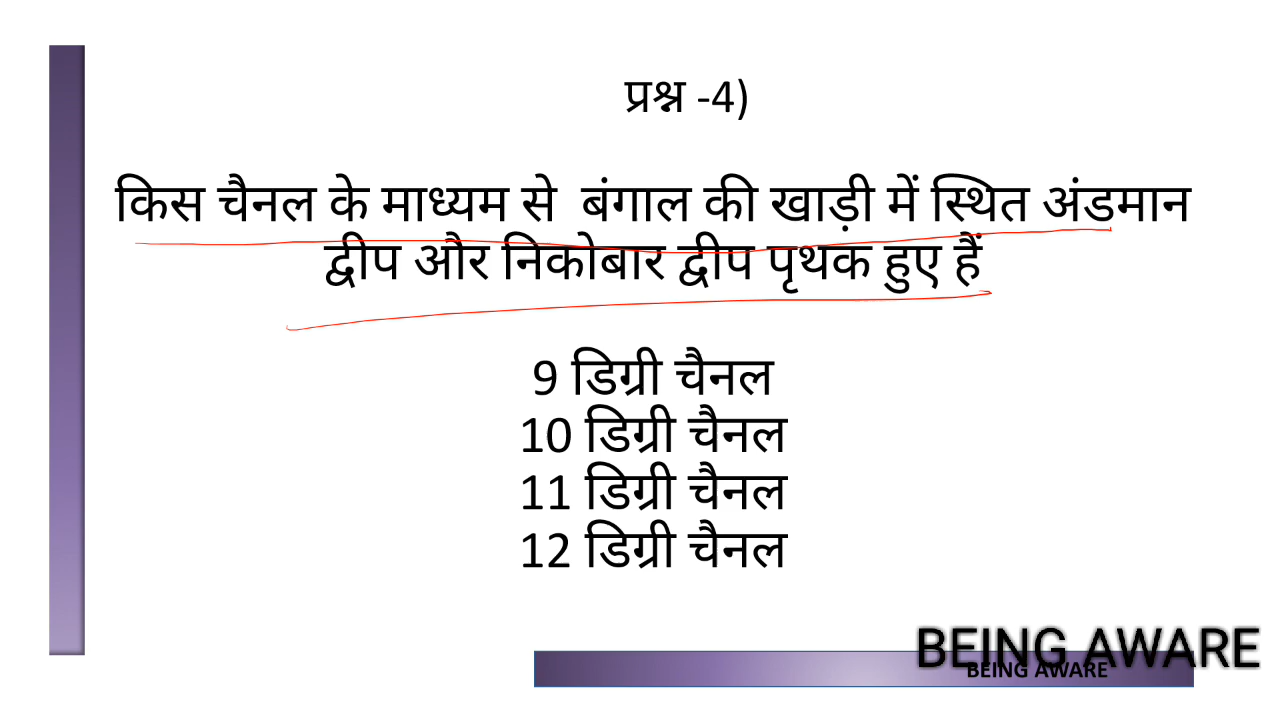 प्रश्न -4)
किस चैनल के माध्यम से बंगाल की खाड़ी में स्थित अंडमान
द्वीप और निकोबार द्वीप पृथक हुए हैं
9 डिग्री चैनल
10 डिग्री चैनल
11 डिग्री चैनल
12 डिग्री चैनल
BEING AWARE
BEING AWARE